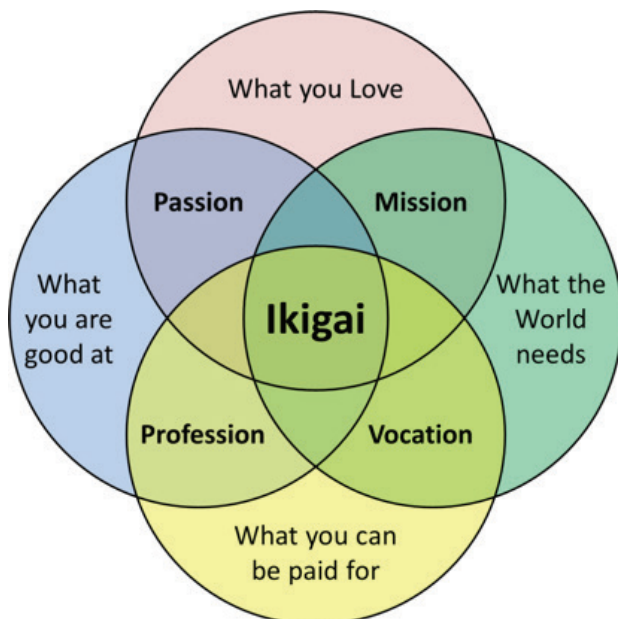 What you Love
Passion
Mission
What
you are
good at
Ikigai
What the
World
needs
Profession
Vocation
What you can
be paid for